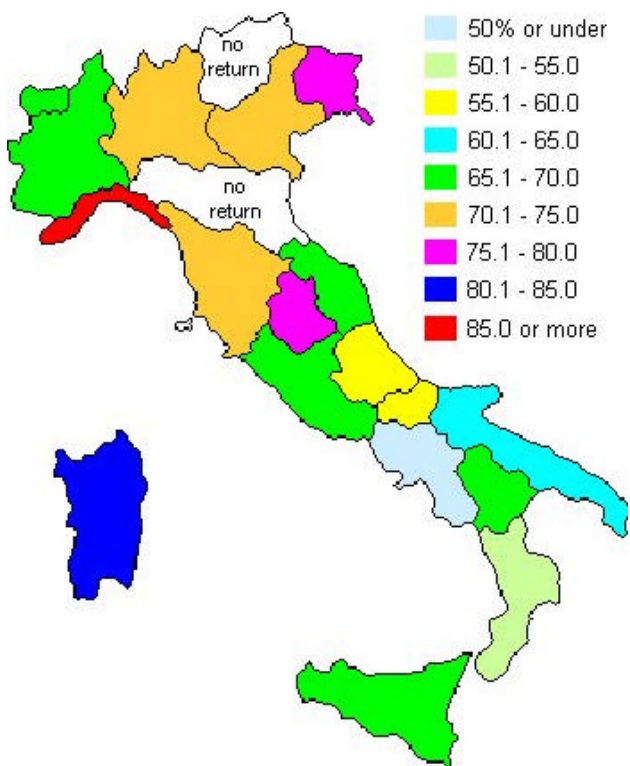 no
return
no
return
50% or under
50.1 - 55.0
55.1 - 60.0
60.1 - 65.0
65.1 - 70.0
70.1 - 75.0
75.1 - 80.0
80.1 - 85.0
85.0 or more